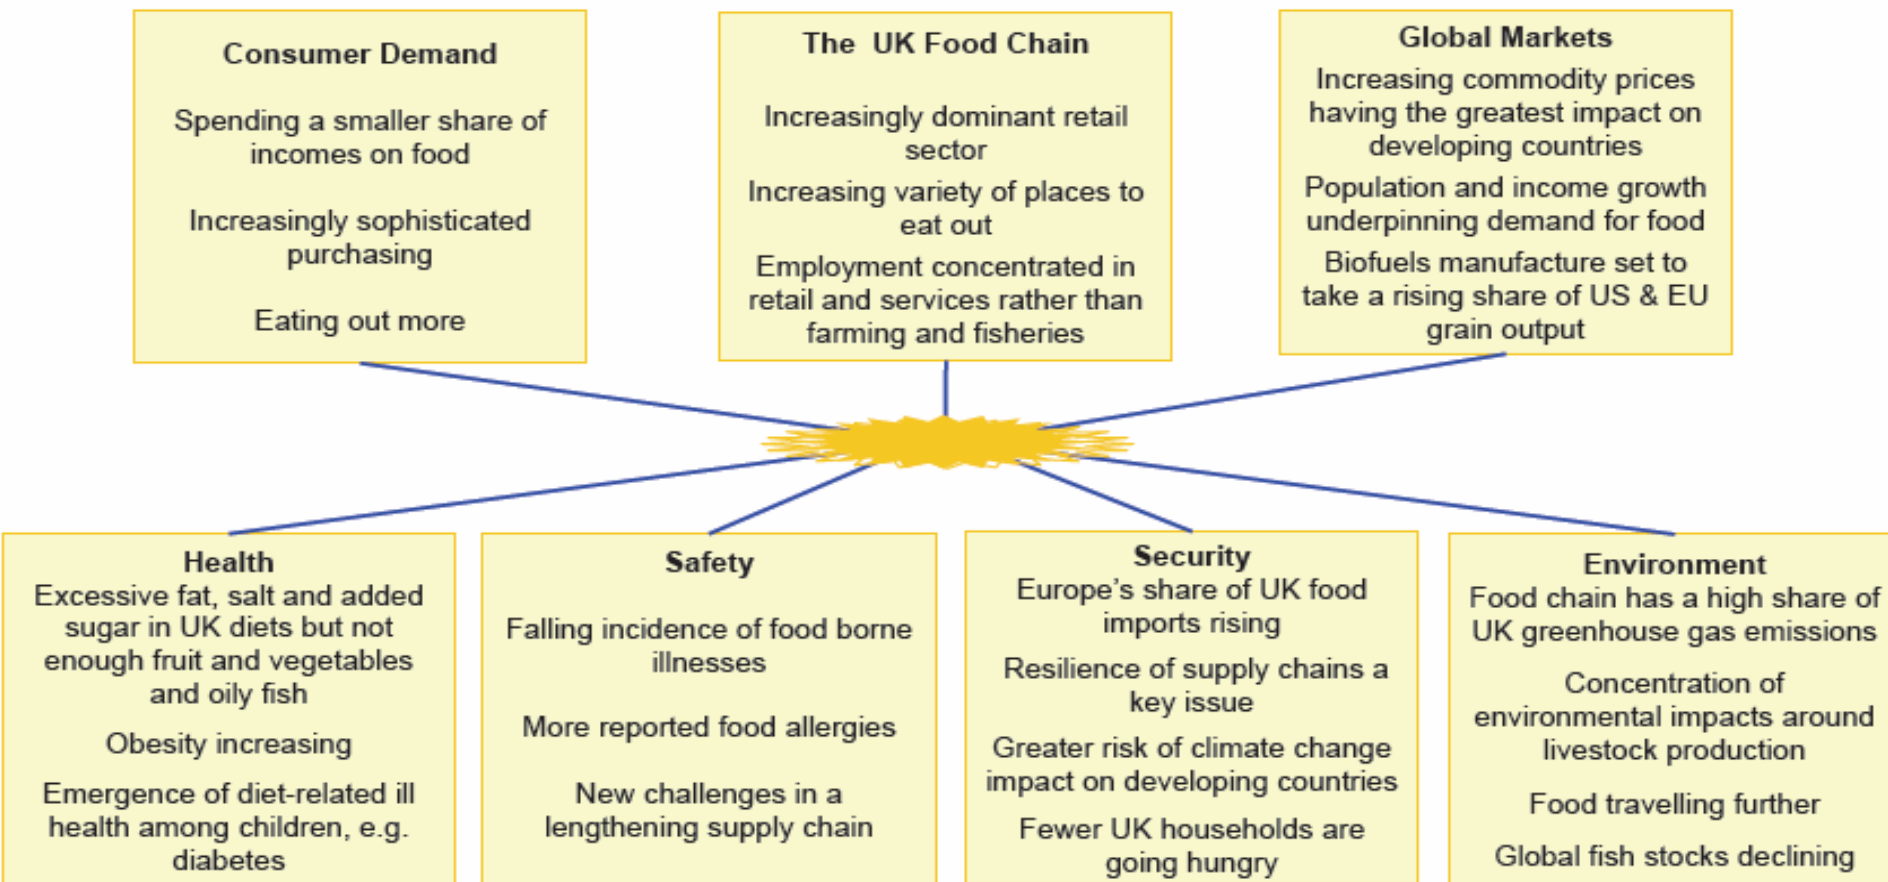 Consumer Demand
Spending a smaller share of
incomes on food
Increasingly sophisticated
purchasing
Eating out more
The UK Food Chain
Increasingly dominant retail
sector
Increasing variety of places to
eat out
Employment concentrated in
retail and services rather than
farming and fisheries
Global Markets
Increasing commodity prices
having the greatest impact on
developing countries
Population and income growth
underpinning demand for food
Biofuels manufacture set to
take a rising share of US & EU
grain output
Health
Excessive fat, salt and added
sugar in UK diets but not
enough fruit and vegetables
and oily fish
Obesity increasing
Emergence of diet-related ill
health among children, e.g.
diabetes
Safety
Falling incidence of food borne
illnesses
More reported food allergies
New challenges in a
lengthening supply chain
Security
Europe's share of UK food
imports rising
Resilience of supply chains a
key issue
Greater risk of climate change
impact on developing countries
Fewer UK households are
going hungry
Environment
Food chain has a high share of
UK greenhouse gas emissions
Concentration of
environmental impacts around
livestock production
Food travelling further
Global fish stocks declining